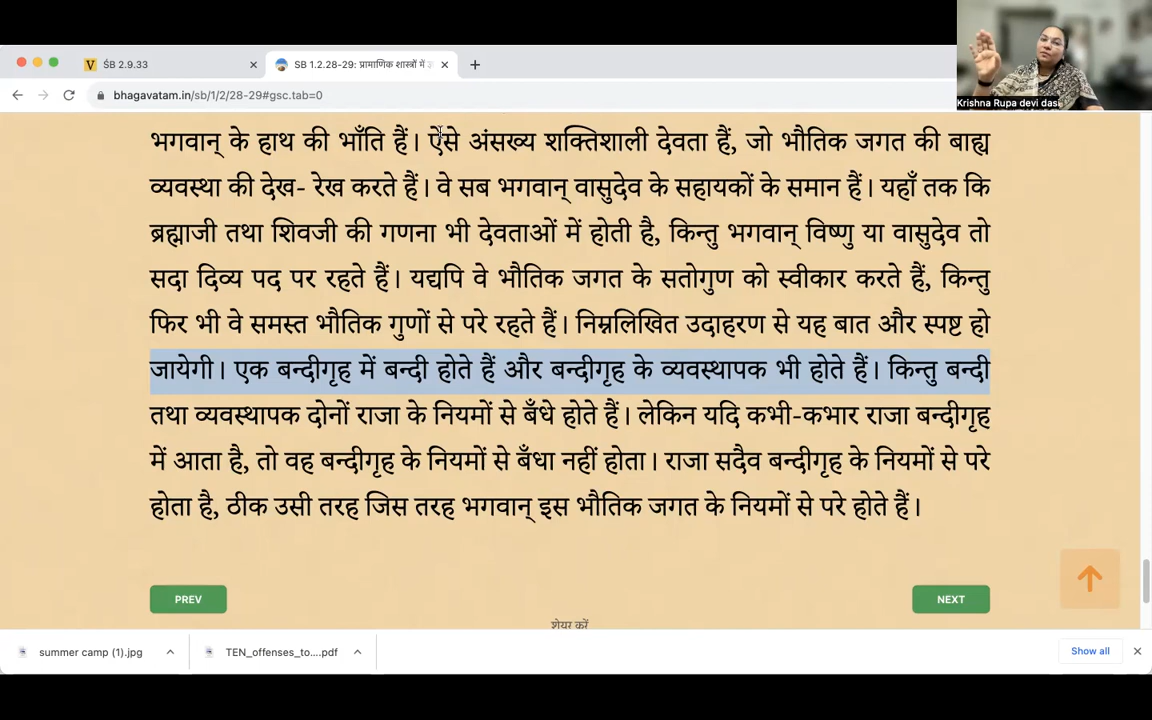 ŚB 2.9.33
SB 1.2.28-29: प्रामाणिक शास्त्रों में
bhagavatam.in/sb/1/2/28-29#gsc.tab=0
Krishna Rupa devi dasi
भगवान् के हाथ की भाँति हैं। ऐसे अंसख्य शक्तिशाली देवता हैं, जो भौतिक जगत की बाह्य
व्यवस्था की देख- रेख करते हैं। वे सब भगवान् वासुदेव के सहायकों के समान हैं। यहाँ तक कि
ब्रह्माजी तथा शिवजी की गणना भी देवताओं में होती है, किन्तु भगवान् विष्णु या वासुदेव तो
सदा दिव्य पद पर रहते हैं। यद्यपि वे भौतिक जगत के सतोगुण को स्वीकार करते हैं, किन्तु
फिर भी वे समस्त भौतिक गुणों से परे रहते हैं। निम्नलिखित उदाहरण से यह बात और स्पष्ट हो
जायेगी। एक बन्दीगृह में बन्दी होते हैं और बन्दीगृह के व्यवस्थापक भी होते हैं। किन्तु बन्दी
तथा व्यवस्थापक दोनों राजा के नियमों से बँधे होते हैं। लेकिन यदि कभी-कभार राजा बन्दीगृह
में आता है, तो वह बन्दीगृह के नियमों से बँधा नहीं होता। राजा सदैव बन्दीगृह के नियमों से परे
होता है, ठीक उसी तरह जिस तरह भगवान् इस भौतिक जगत के नियमों से परे होते हैं।
PREV
NEXT
शेयर करें
summer camp (1).jpg
TEN_offenses_to....pdf
Show all